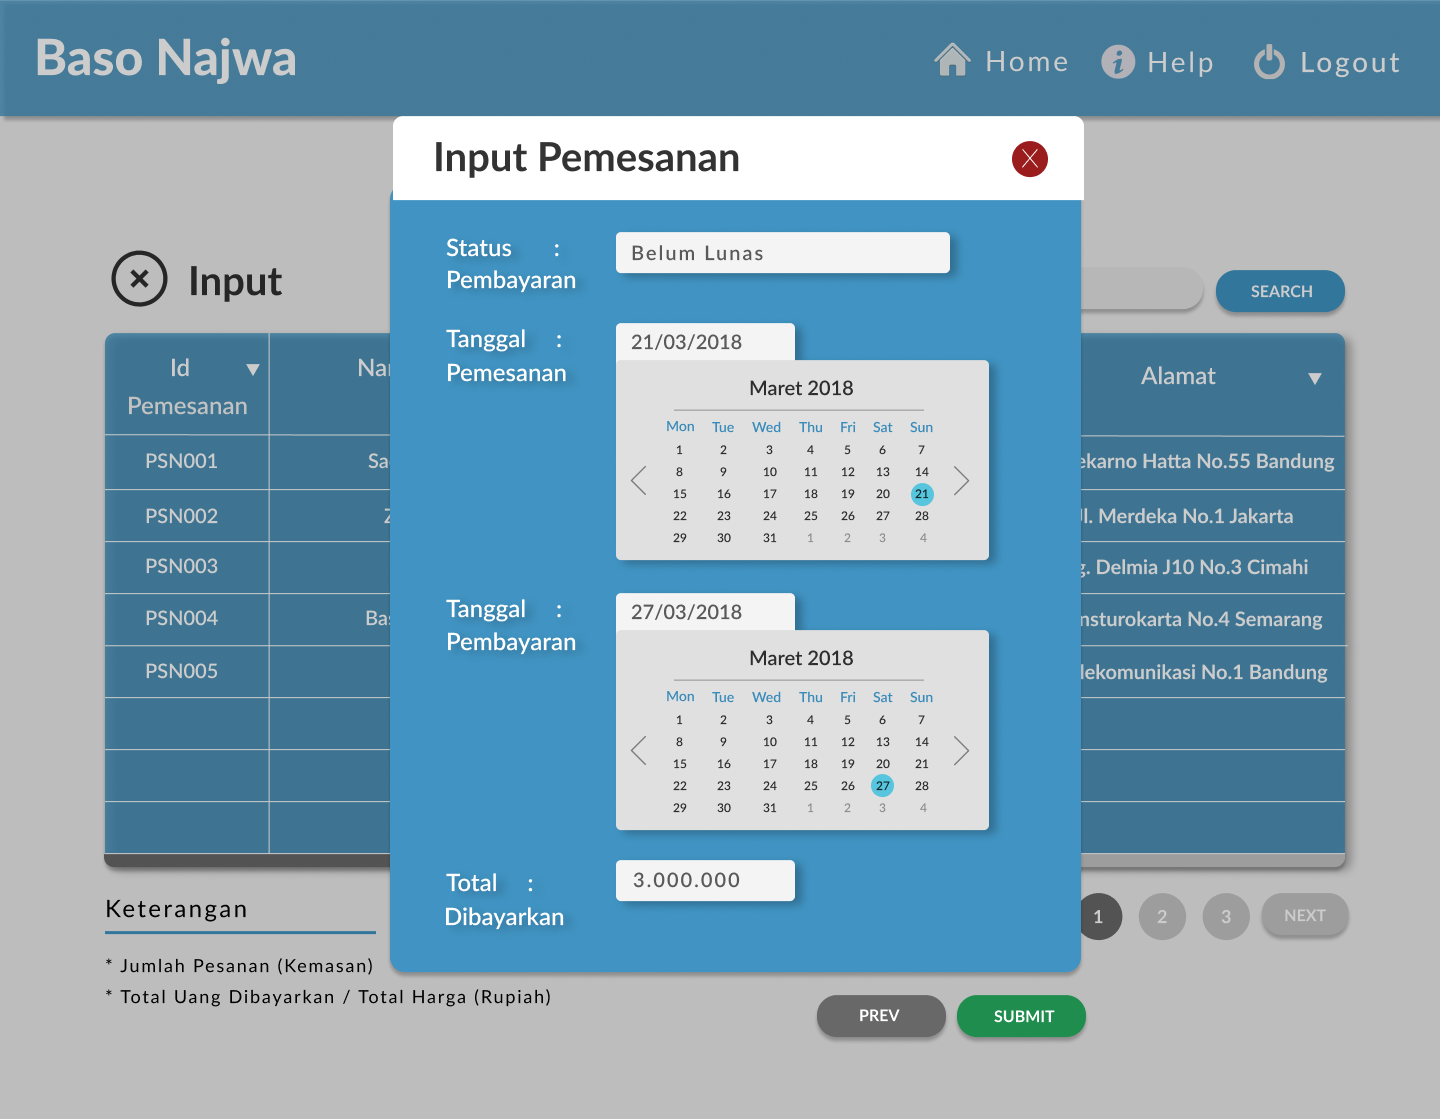 Baso Najwa
Home
Help
Logout
Input Pemesanan
X
Status :
Pembayaran
Belum Lunas
Input
SEARCH
Tanggal :
Pemesanan
21/03/2018
Maret 2018
Mon Tue Wed Thu Fri Sat Sun
1 2 3 4 5 6 7
8 9 10 11 12 13 14
15 16 17 18 19 20 21
22 23 24 25 26 27 28
29 30 31 1 2 3 4
Tanggal :
Pembayaran
27/03/2018
Maret 2018
Mon Tue Wed Thu Fri Sat Sun
1 2 3 4 5 6 7
8 9 10 11 12 13 14
15 16 17 18 19 20 21
22 23 24 25 26 27 28
29 30 31 1 2 3 4
Total :
Dibayarkan
3.000.000
Id
Pemesanan
Alamat
PSN001
ekarno Hatta No.55 Bandung
PSN002
Jl. Merdeka No.1 Jakarta
PSN003
g. Delmia J10 No.3 Cimahi
PSN004
Bas
nsturokarta No.4 Semarang
PSN005
lekomunikasi No.1 Bandung
Keterangan
* Jumlah Pesanan (Kemasan)
* Total Uang Dibayarkan / Total Harga (Rupiah)
1 2 3 NEXT
PREV
SUBMIT